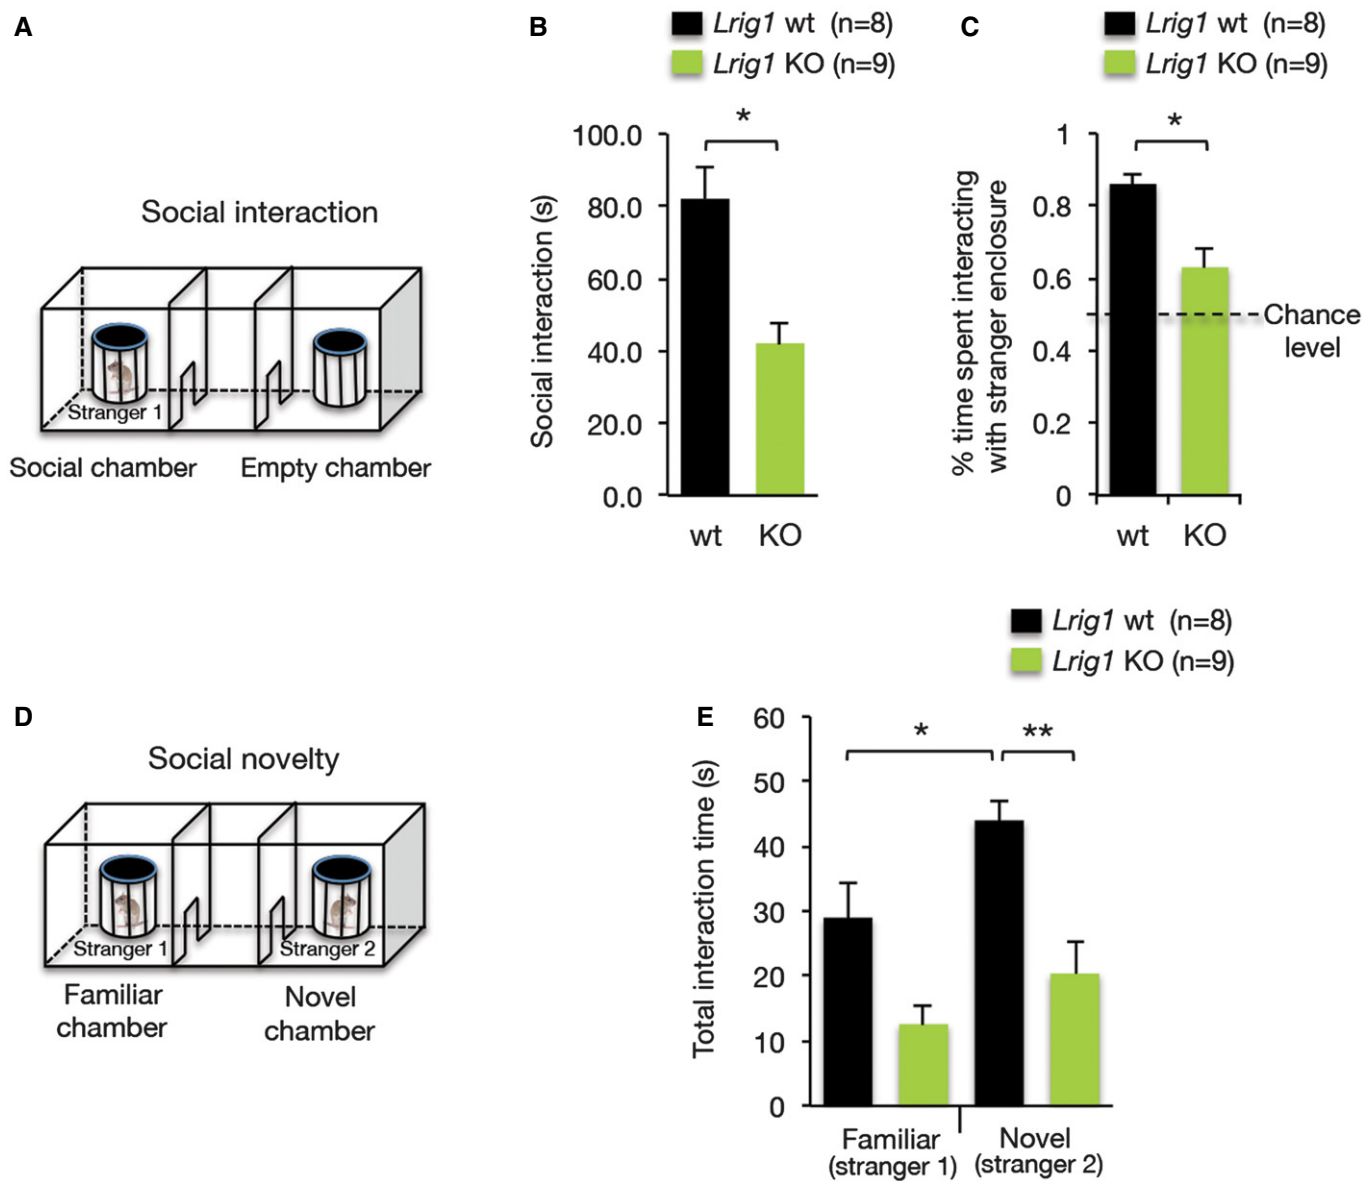 A
Social interaction
Stranger 1
Social chamber
Empty chamber
B
Lrig1 wt (n=8)
Lrig1 KO (n=9)
*
Social interaction (s)
100.0
80.0
60.0
40.0
20.0
0.0
wt
KO
C
Lrig1 wt (n=8)
Lrig1 KO (n=9)
*
% time spent interacting
with stranger enclosure
1
0.8
0.6
0.4
0.2
0
Chance
level
wt
KO
D
Social novelty
Stranger 1
Stranger 2
Familiar
chamber
Novel
chamber
E
Lrig1 wt (n=8)
Lrig1 KO (n=9)
*
**
Total interaction time (s)
60
50
40
30
20
10
0
Familiar
(stranger 1)
Novel
(stranger 2)